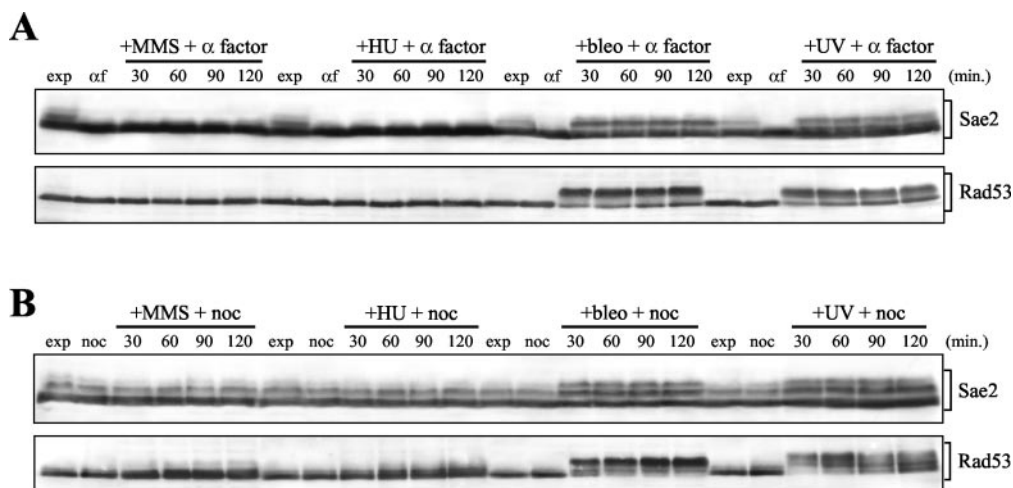 A
+MMS + α factor +HU + α factor +bleo + α factor +UV + α factor
exp αf 30 60 90 120 exp αf 30 60 90 120 exp αf 30 60 90 120 exp αf 30 60 90 120 (min.)
Sae2
Rad53
B
+MMS + noc +HU + noc +bleo + noc +UV + noc
exp noc 30 60 90 120 exp noc 30 60 90 120 exp noc 30 60 90 120 exp noc 30 60 90 120 (min.)
Sae2
Rad53